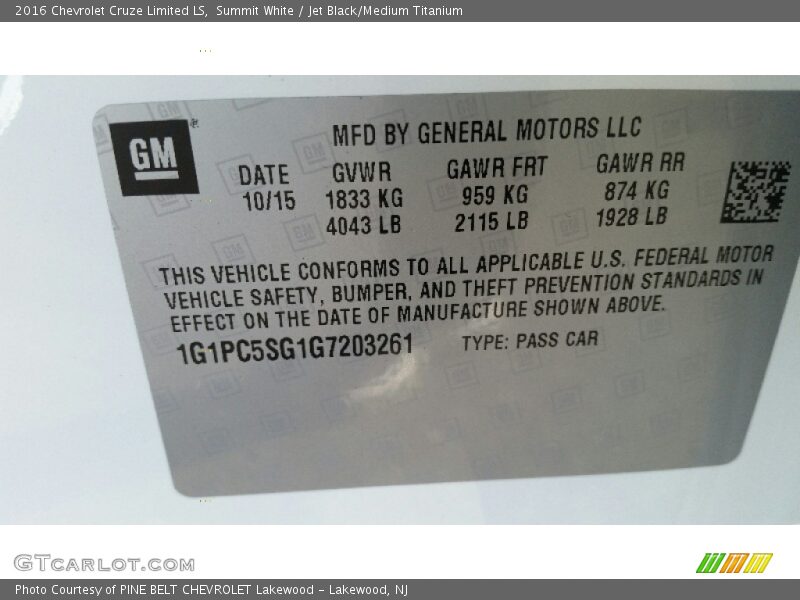 2016 Chevrolet Cruze Limited LS, Summit White / Jet Black/Medium Titanium
GM
MFD BY GENERAL MOTORS LLC
DATE GVWR GAWR FRT GAWR RR
10/15 1833 KG 959 KG 874 KG
4043 LB 2115 LB 1928 LB
THIS VEHICLE CONFORMS TO ALL APPLICABLE U.S. FEDERAL MOTOR
VEHICLE SAFETY, BUMPER, AND THEFT PREVENTION STANDARDS IN
EFFECT ON THE DATE OF MANUFACTURE SHOWN ABOVE.
1G1PC5SG1G7203261 TYPE: PASS CAR
GTCARLOT.COM
Photo Courtesy of PINE BELT CHEVROLET Lakewood - Lakewood, NJ